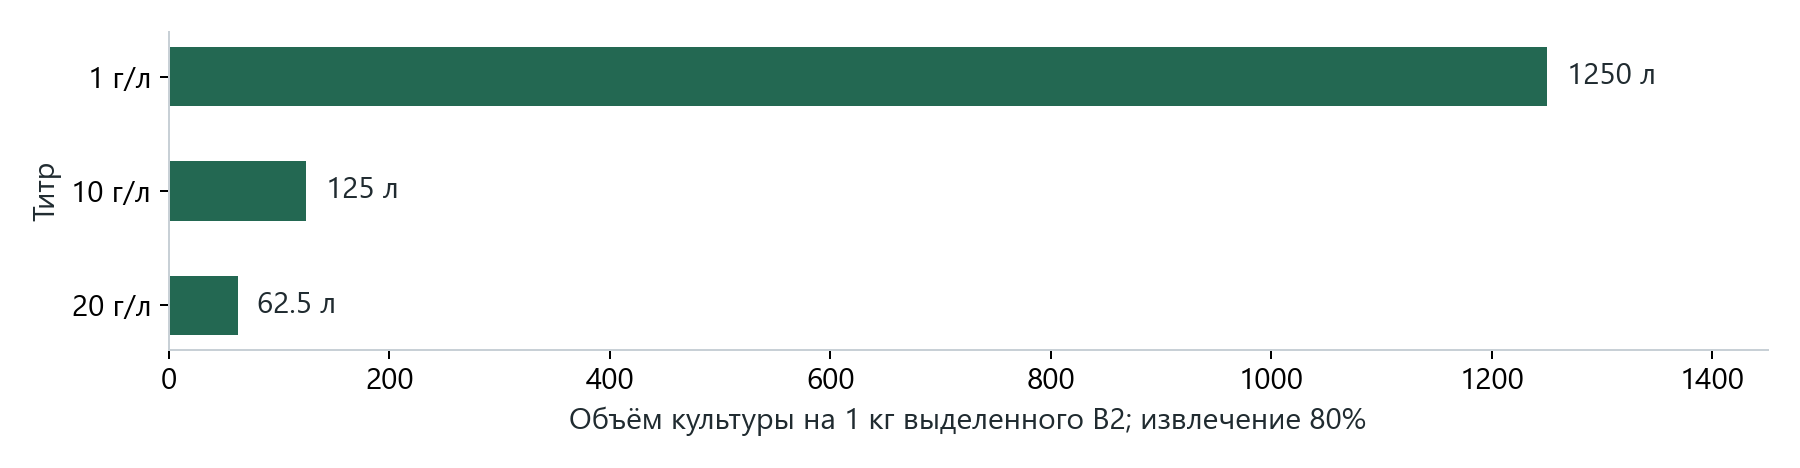 1 г/л
1250 л
10 г/л
125 л
20 г/л
62.5 л
Титр
0 200 400 600 800 1000 1200 1400
Объём культуры на 1 кг выделенного B2; извлечение 80%